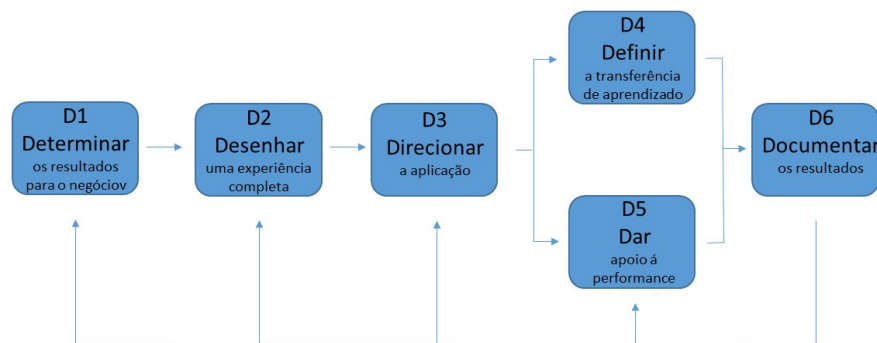 D1
Determinar
os resultados
para o negóciov
D2
Desenhar
uma experiência
completa
D3
Direcionar
a aplicação
D4
Definir
a transferência
de aprendizado
D5
Dar
apoio á
performance
D6
Documentar
os resultados